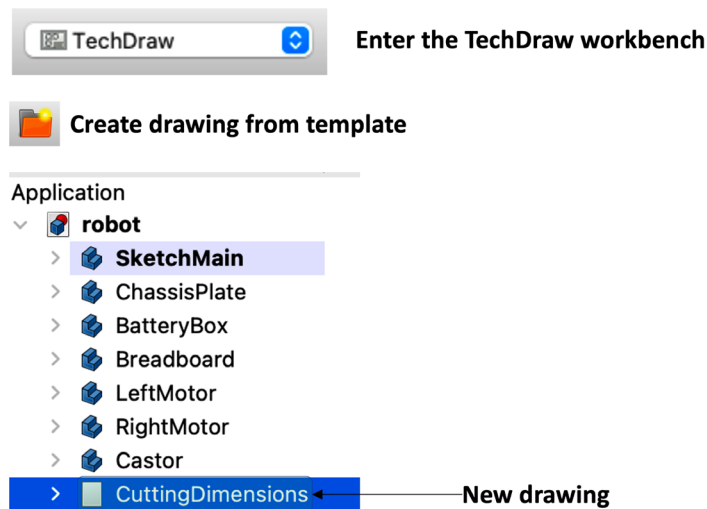 TechDraw
Enter the TechDraw workbench
Create drawing from template
Application
robot
SketchMain
ChassisPlate
BatteryBox
Breadboard
LeftMotor
RightMotor
Castor
CuttingDimensions
New drawing